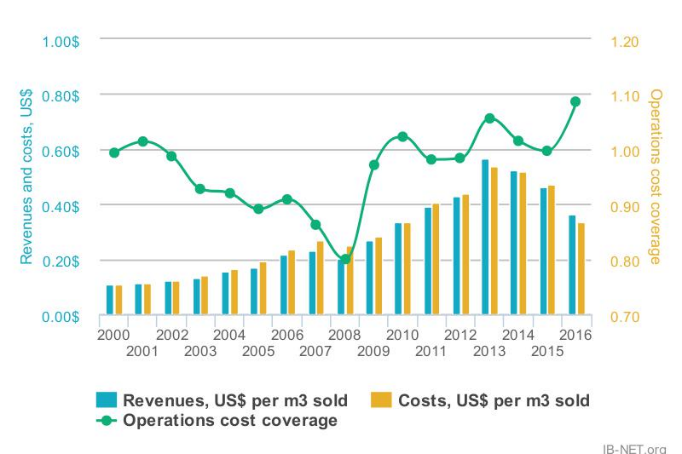 1.00$
0.80$
0.60$
0.40$
0.20$
0.00$
Revenues and costs, US$
1.20
1.10
1.00
0.90
0.80
0.70
Operations cost coverage
2000 2002 2004 2006 2008 2010 2012 2014 2016
2001 2003 2005 2007 2009 2011 2013 2015
Revenues, US$ per m3 sold Costs, US$ per m3 sold
Operations cost coverage
IB-NET.org